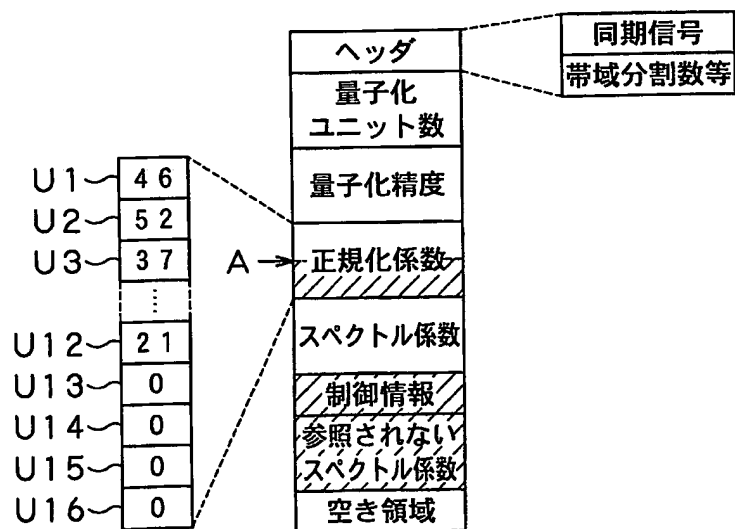 ヘッダ
同期信号
帯域分割数等
量子化
ユニット数
量子化精度
正規化係数
A
スペクトル係数
制御情報
参照されない
スペクトル係数
空き領域
U1 46
U2 52
U3 37
⋮
U12 21
U13 0
U14 0
U15 0
U16 0